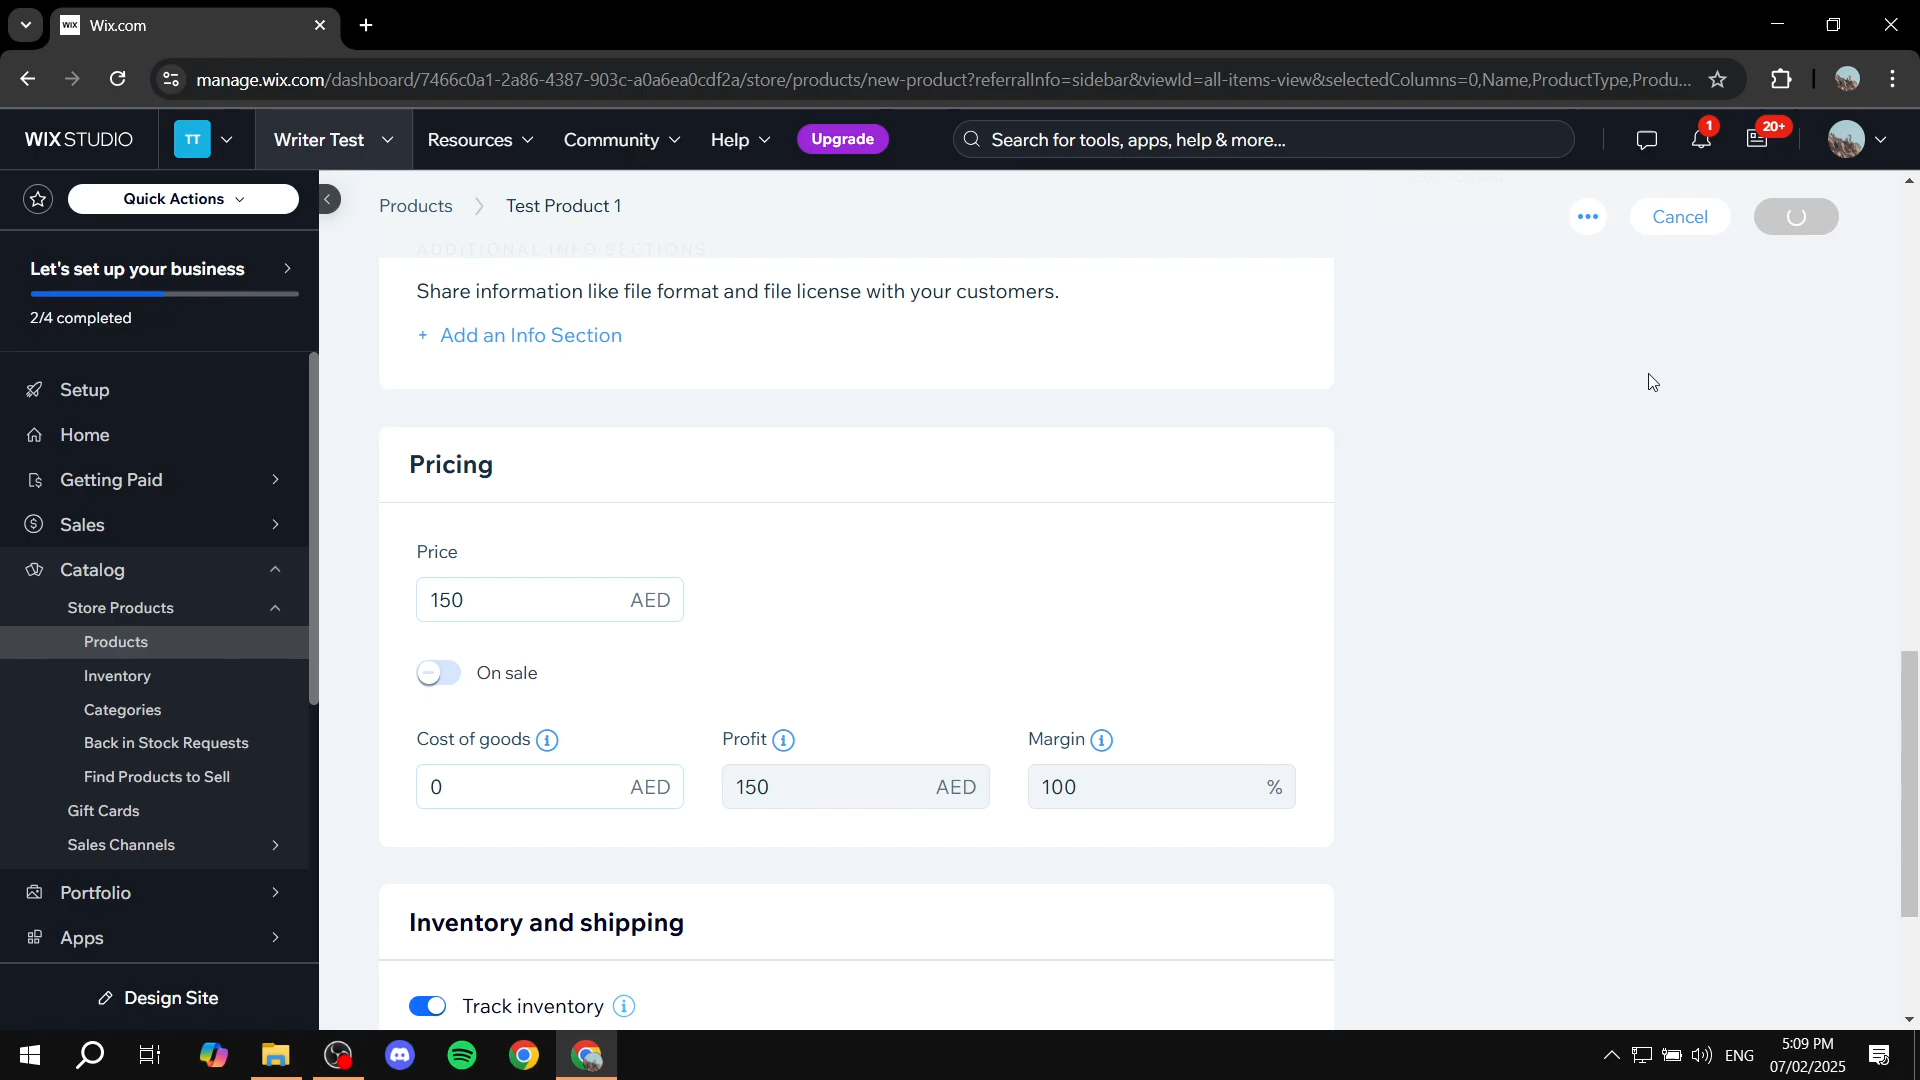 WIX Wix.com
manage.wix.com/dashboard/7466c0a1-2a86-4387-903c-a0a6ea0cdf2a/store/products/new-product?referralInfo=sidebar&viewId=all-items-view&selectedColumns=0,Name,ProductType,Produ...
WIX STUDIO TT Writer Test Resources Community Help Upgrade Search for tools, apps, help & more... 1 20+
Quick Actions
Let's set up your business
2/4 completed
Setup
Home
Getting Paid
Sales
Catalog
Store Products
Products
Inventory
Categories
Back in Stock Requests
Find Products to Sell
Gift Cards
Sales Channels
Portfolio
Apps
Design Site
Products Test Product 1
Cancel
ADDITIONAL INFO SECTIONS
Share information like file format and file license with your customers.
+ Add an Info Section
Pricing
Price
150 AED
On sale
Cost of goods Profit Margin
0 AED 150 AED 100 %
Inventory and shipping
Track inventory
ENG
5:09 PM
07/02/2025